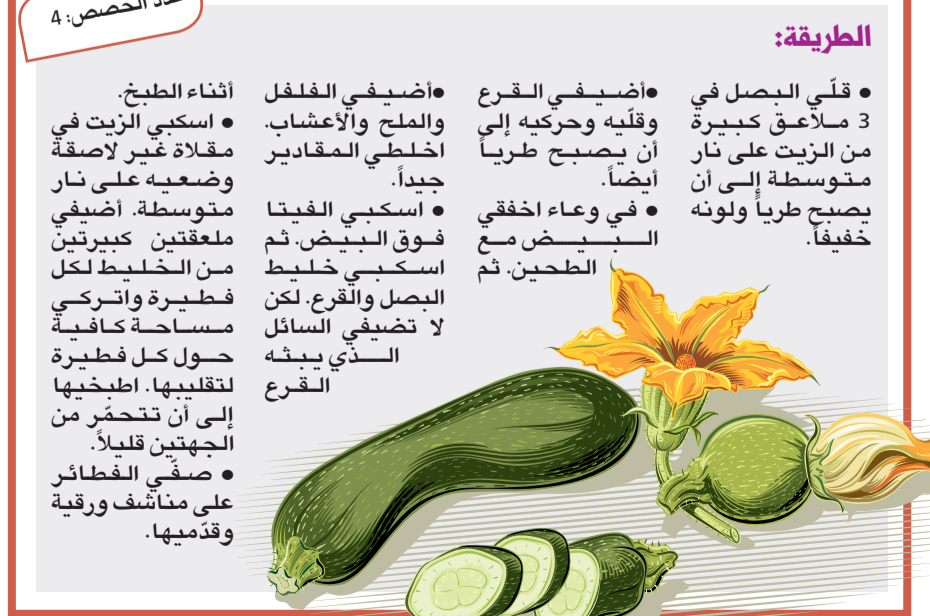 الحصص: 4
الطريقة:
• قلّي البصل في
3 ملاعق كبيرة
من الزيت على نار
متوسطة إلى أن
يصبح طرياً ولونه
خفيفاً.
•أضيفي القرع
وقلّيه وحركيه إلى
أن يصبح طرياً
أيضاً.
• في وعاء اخفقي
البيض مع
الطحين. ثم
•أضيفي الفلفل
والملح والأعشاب.
اخلطي المقادير
جيداً.
• اسكبي الفيتا
فوق البيض. ثم
اسكبي خليط
البصل والقرع. لكن
لا تضيفي السائل
الذي يبثه
القرع
أثناء الطبخ.
• اسكبي الزيت في
مقلاة غير لاصقة
وضعيه على نار
متوسطة. أضيفي
ملعقتين كبيرتين
من الخليط لكل
فطيرة واتركي
مساحة كافية
حول كل فطيرة
لتقليبها. اطبخيها
إلى أن تتحمّر من
الجهتين قليلاً.
• صفّي الفطائر
على مناشف ورقية
وقدّميها.